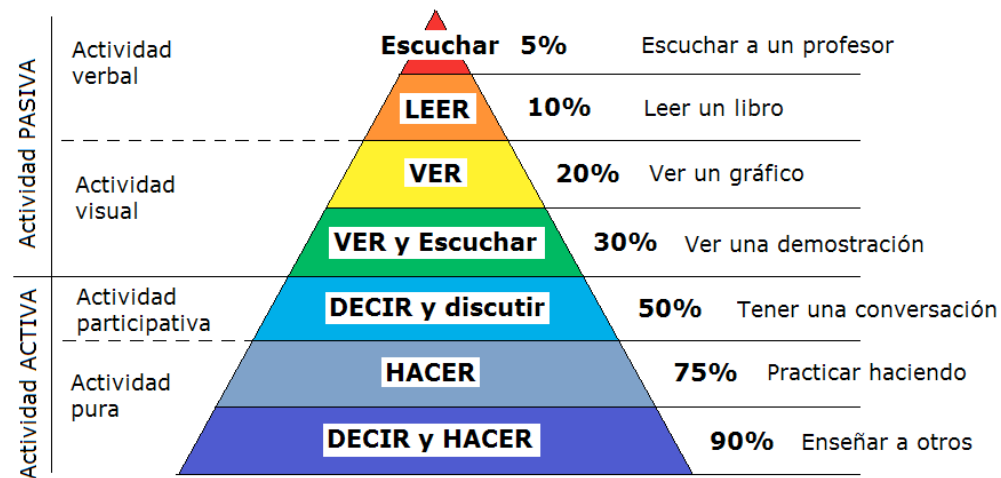 Actividad PASIVA
Actividad
verbal
Escuchar 5% Escuchar a un profesor
LEER 10% Leer un libro
Actividad
visual
VER 20% Ver un gráfico
VER y Escuchar 30% Ver una demostración
Actividad ACTIVA
Actividad
participativa
DECIR y discutir 50% Tener una conversación
Actividad
pura
HACER 75% Practicar haciendo
DECIR y HACER 90% Enseñar a otros